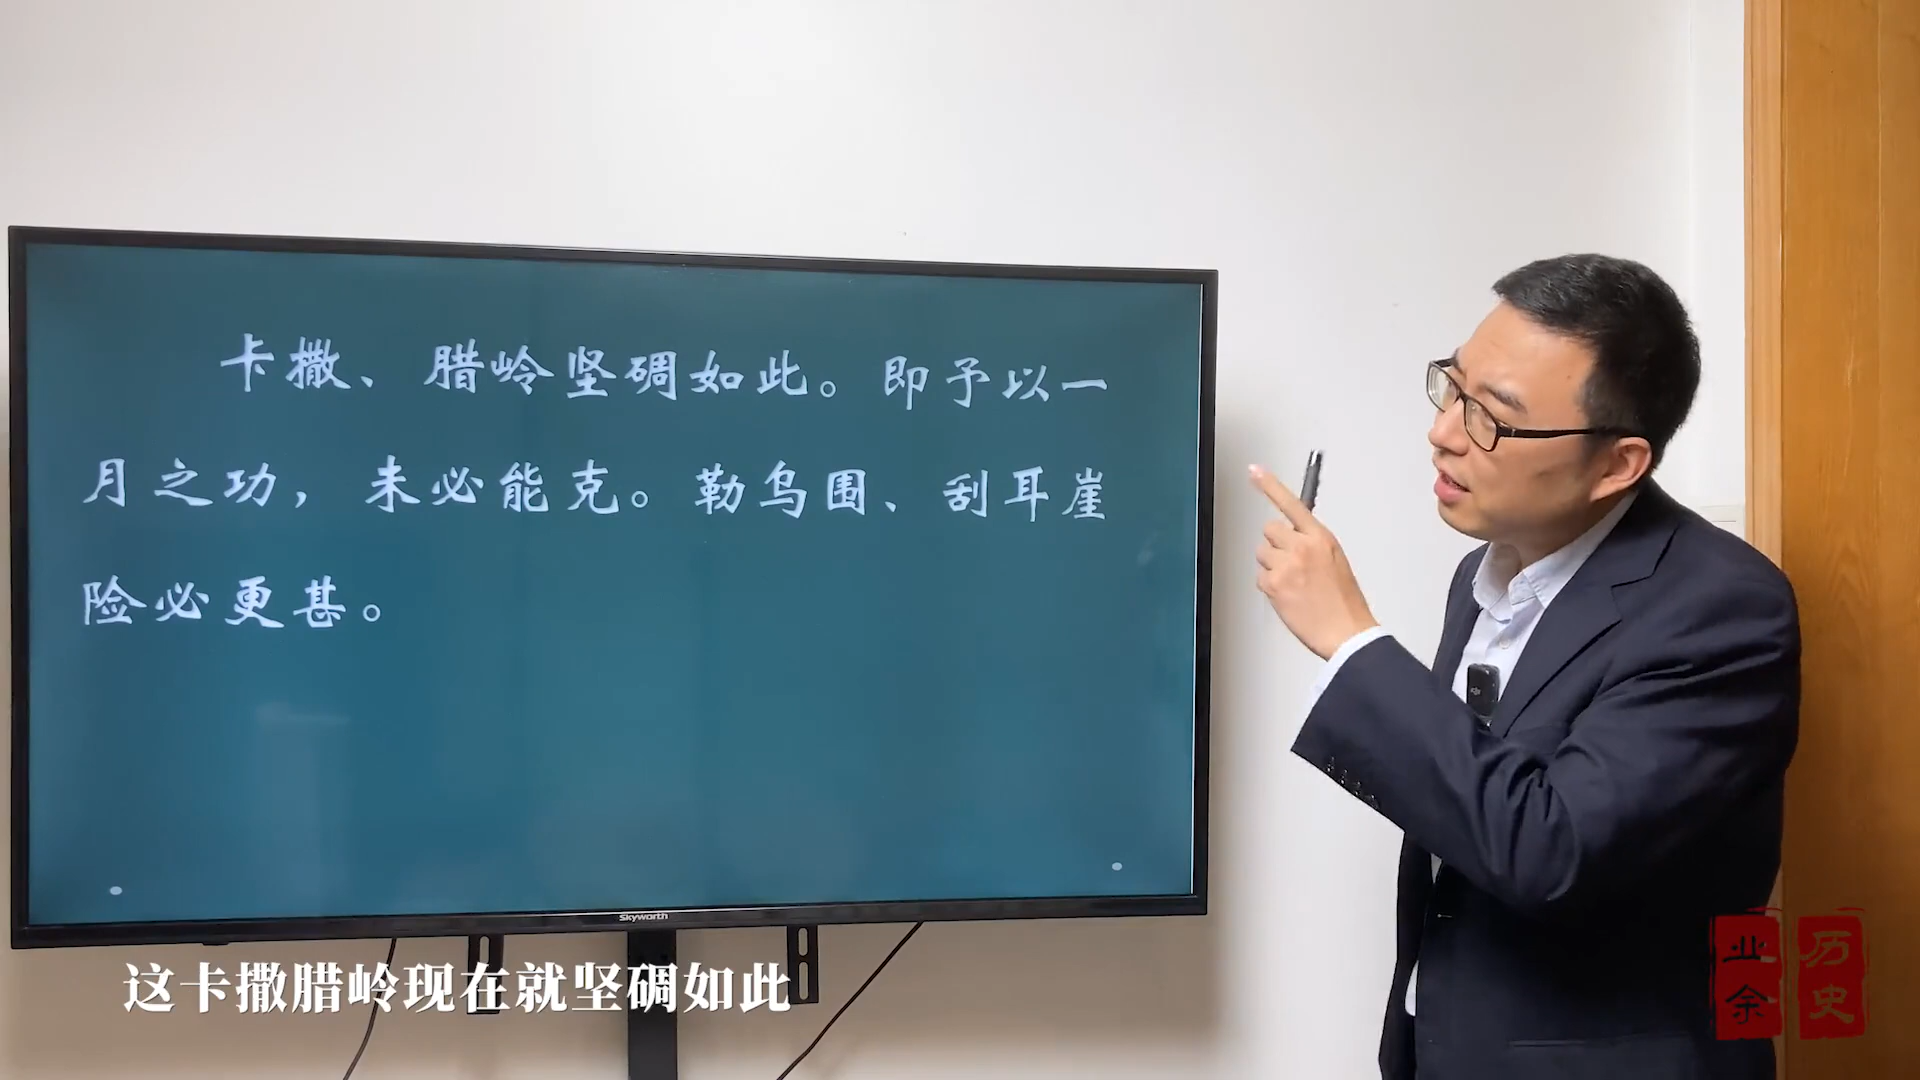 卡撒、腊岭坚碉如此。即予以一
月之功，未必能克。勒乌围、刮耳崖
险必更甚。
Skyworth
这卡撒腊岭现在就坚碉如此
业余
历史